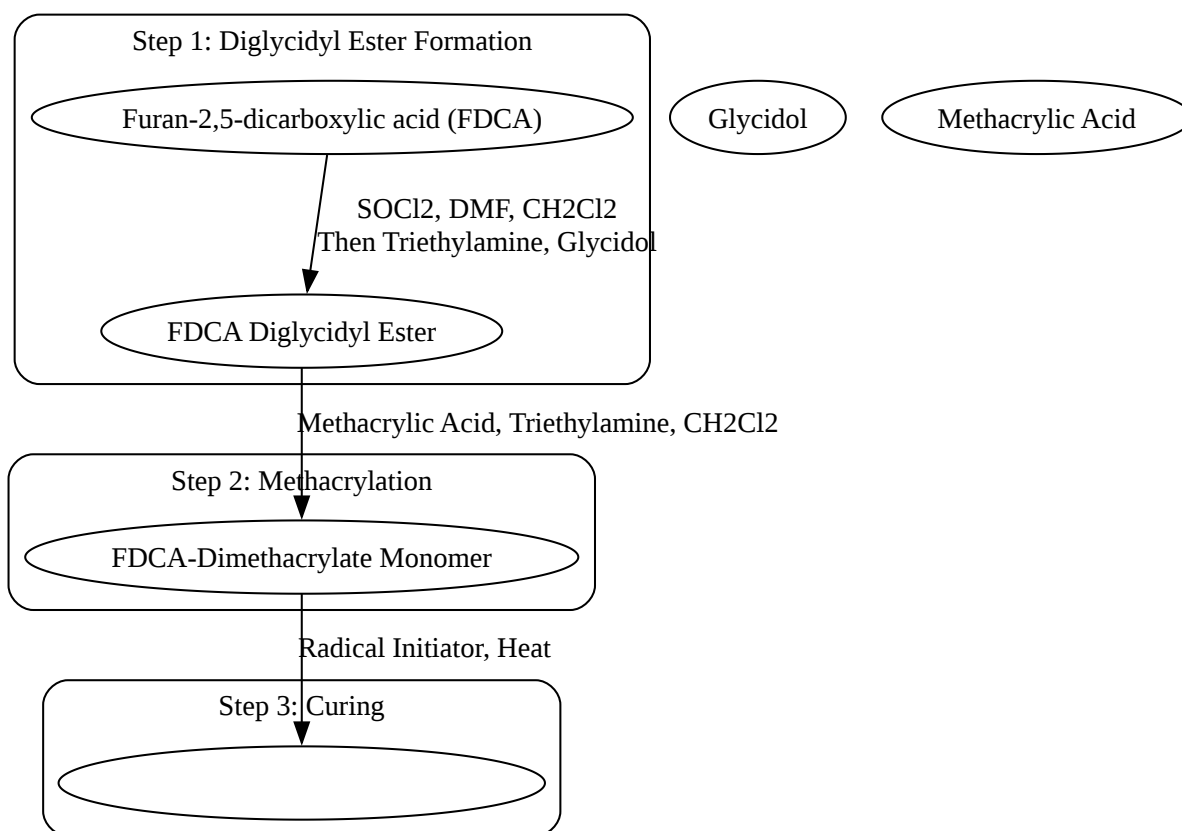 Step 1: Diglycidyl Ester Formation
Furan-2,5-dicarboxylic acid (FDCA)
Glycidol
Methacrylic Acid
SOCl2, DMF, CH2Cl2
Then Triethylamine, Glycidol
FDCA Diglycidyl Ester
Methacrylic Acid, Triethylamine, CH2Cl2
Step 2: Methacrylation
FDCA-Dimethacrylate Monomer
Radical Initiator, Heat
Step 3: Curing